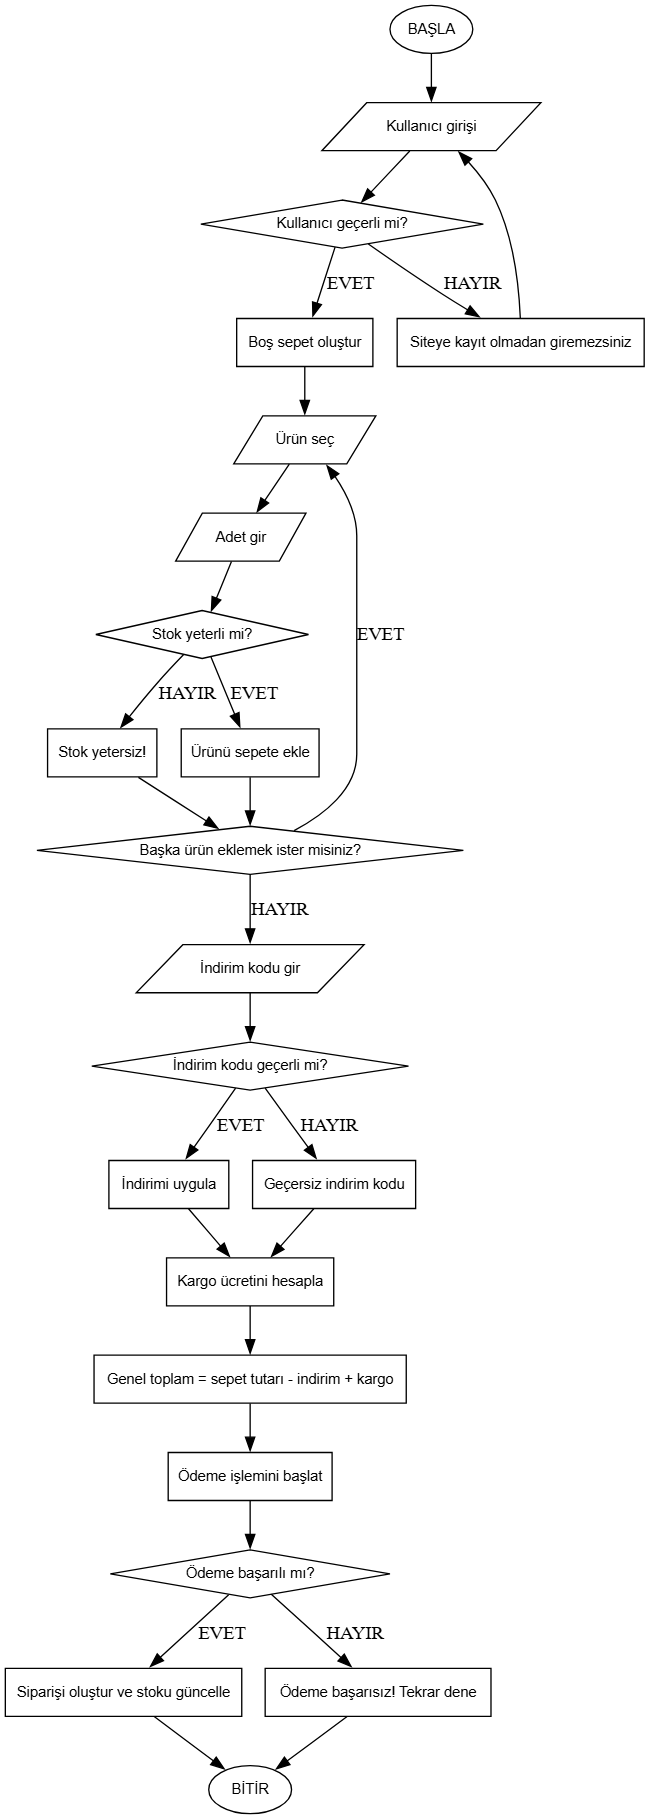 BAŞLA
Kullanıcı girişi
Kullanıcı geçerli mi?
EVET
HAYIR
Boş sepet oluştur
Siteye kayıt olmadan giremezsiniz
Ürün seç
Adet gir
Stok yeterli mi?
EVET
HAYIR
EVET
Stok yetersiz!
Ürünü sepete ekle
Başka ürün eklemek ister misiniz?
HAYIR
İndirim kodu gir
İndirim kodu geçerli mi?
EVET
HAYIR
İndirimi uygula
Geçersiz indirim kodu
Kargo ücretini hesapla
Genel toplam = sepet tutarı - indirim + kargo
Ödeme işlemini başlat
Ödeme başarılı mı?
EVET
HAYIR
Siparişi oluştur ve stoku güncelle
Ödeme başarısız! Tekrar dene
BİTİR